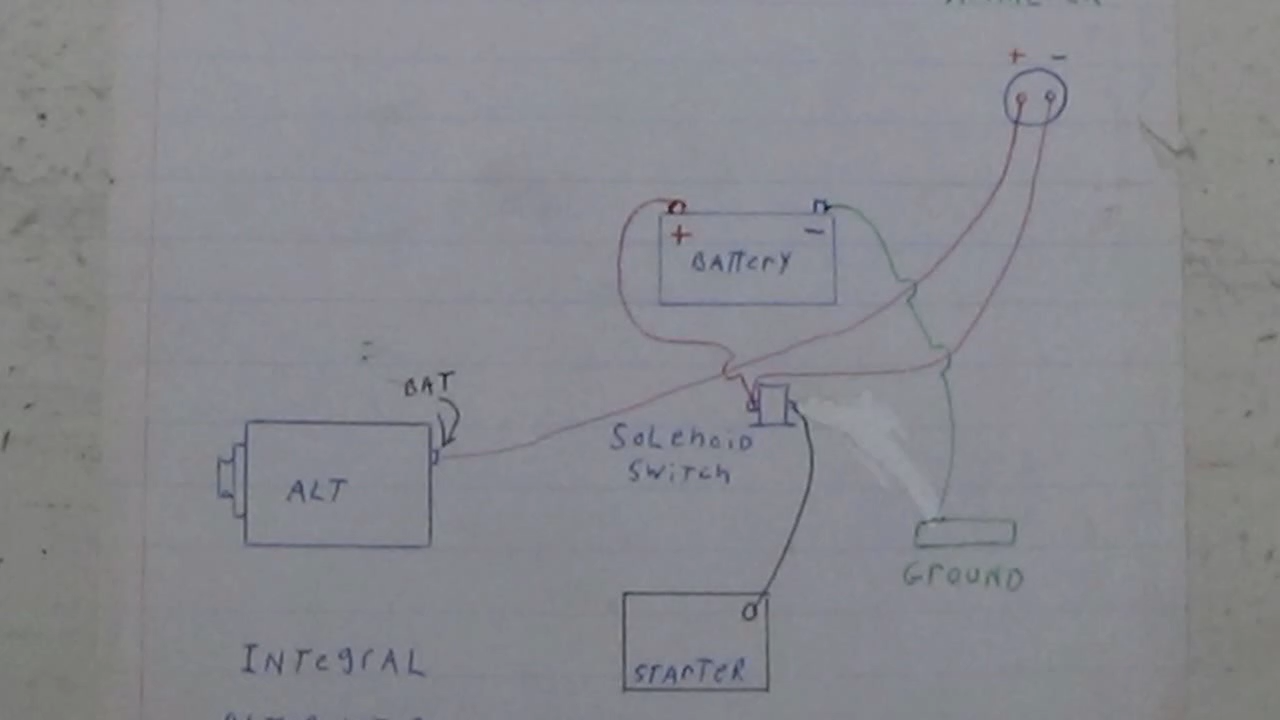 + -
+ -
BATTerY
BAT
SoLenoiD
SwiTch
ALT
GroUND
INTegrAL
STArTeR